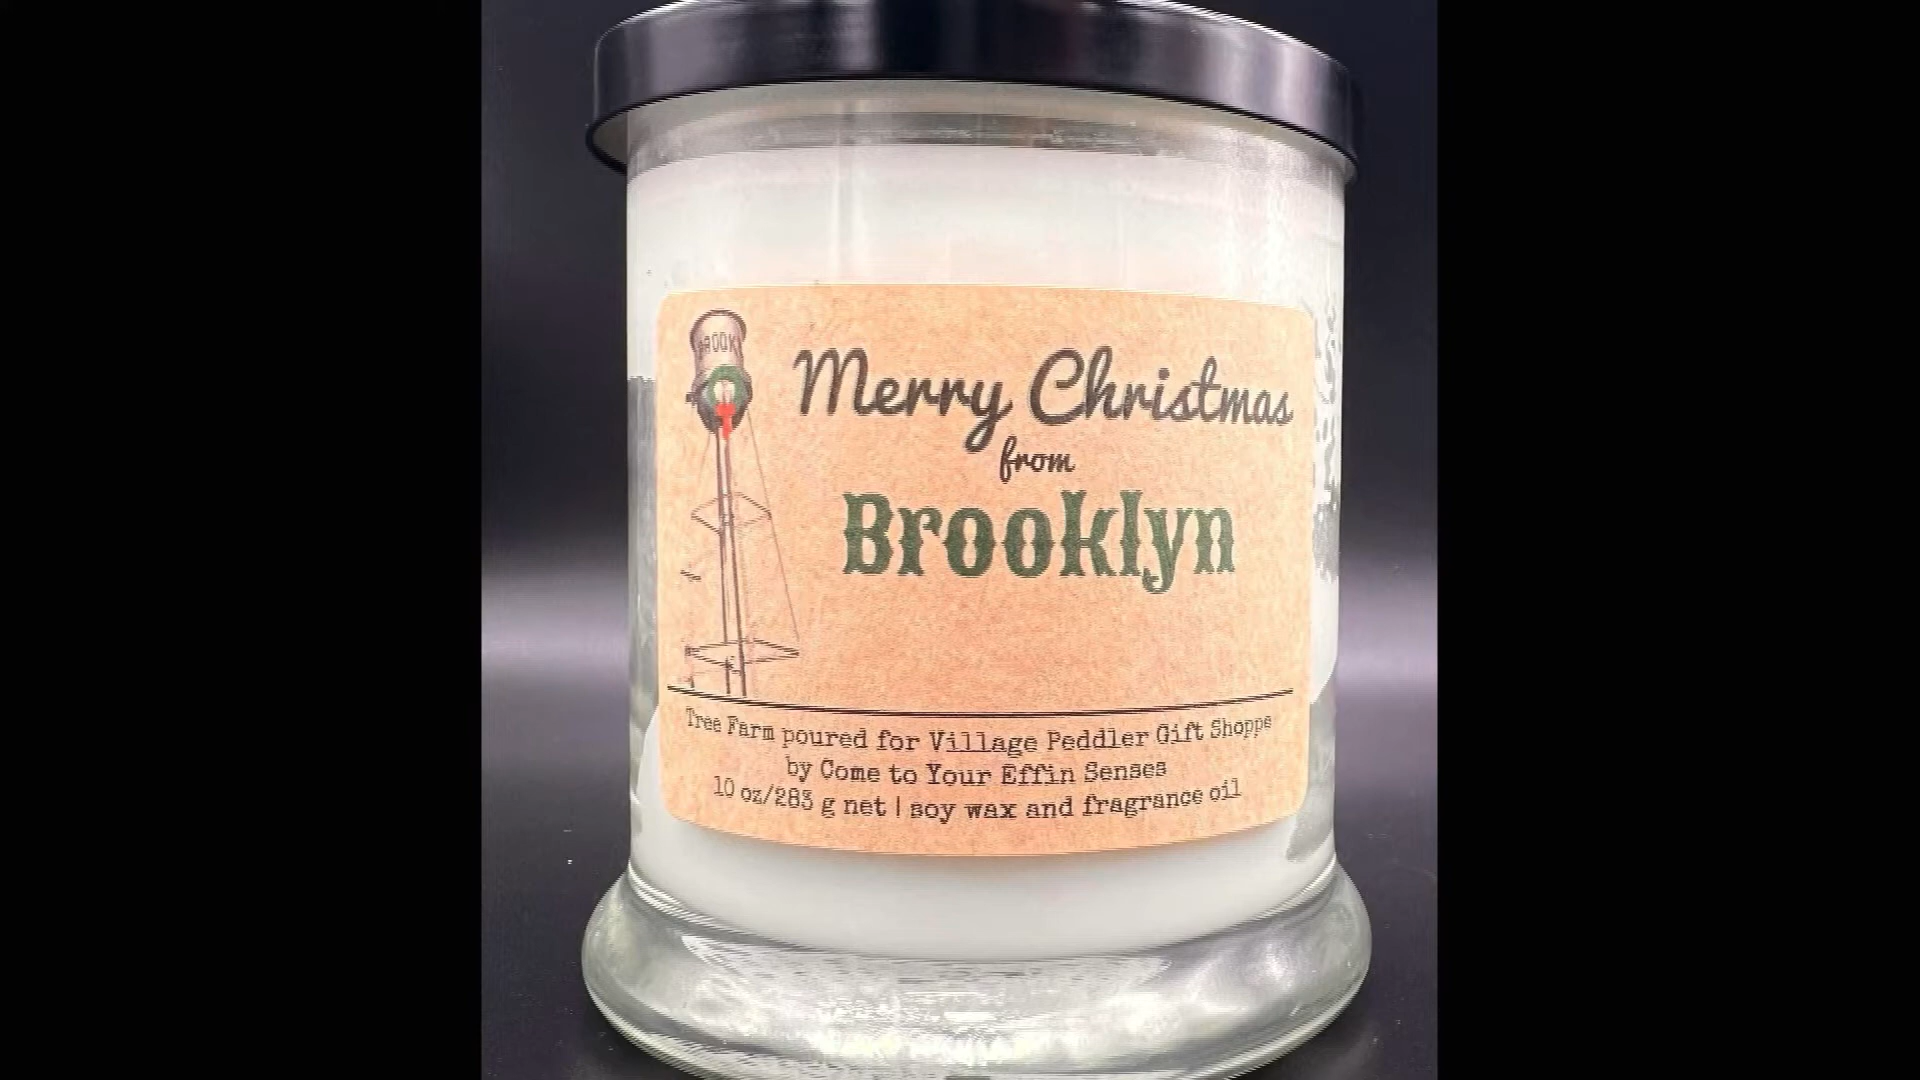 BROOK
Merry Christmas
from
Brooklyn
Tree Farm poured for Village Peddler Gift Shoppe
by Come to Your Effin Senses
10 oz/283 g net | soy wax and fragrance oil